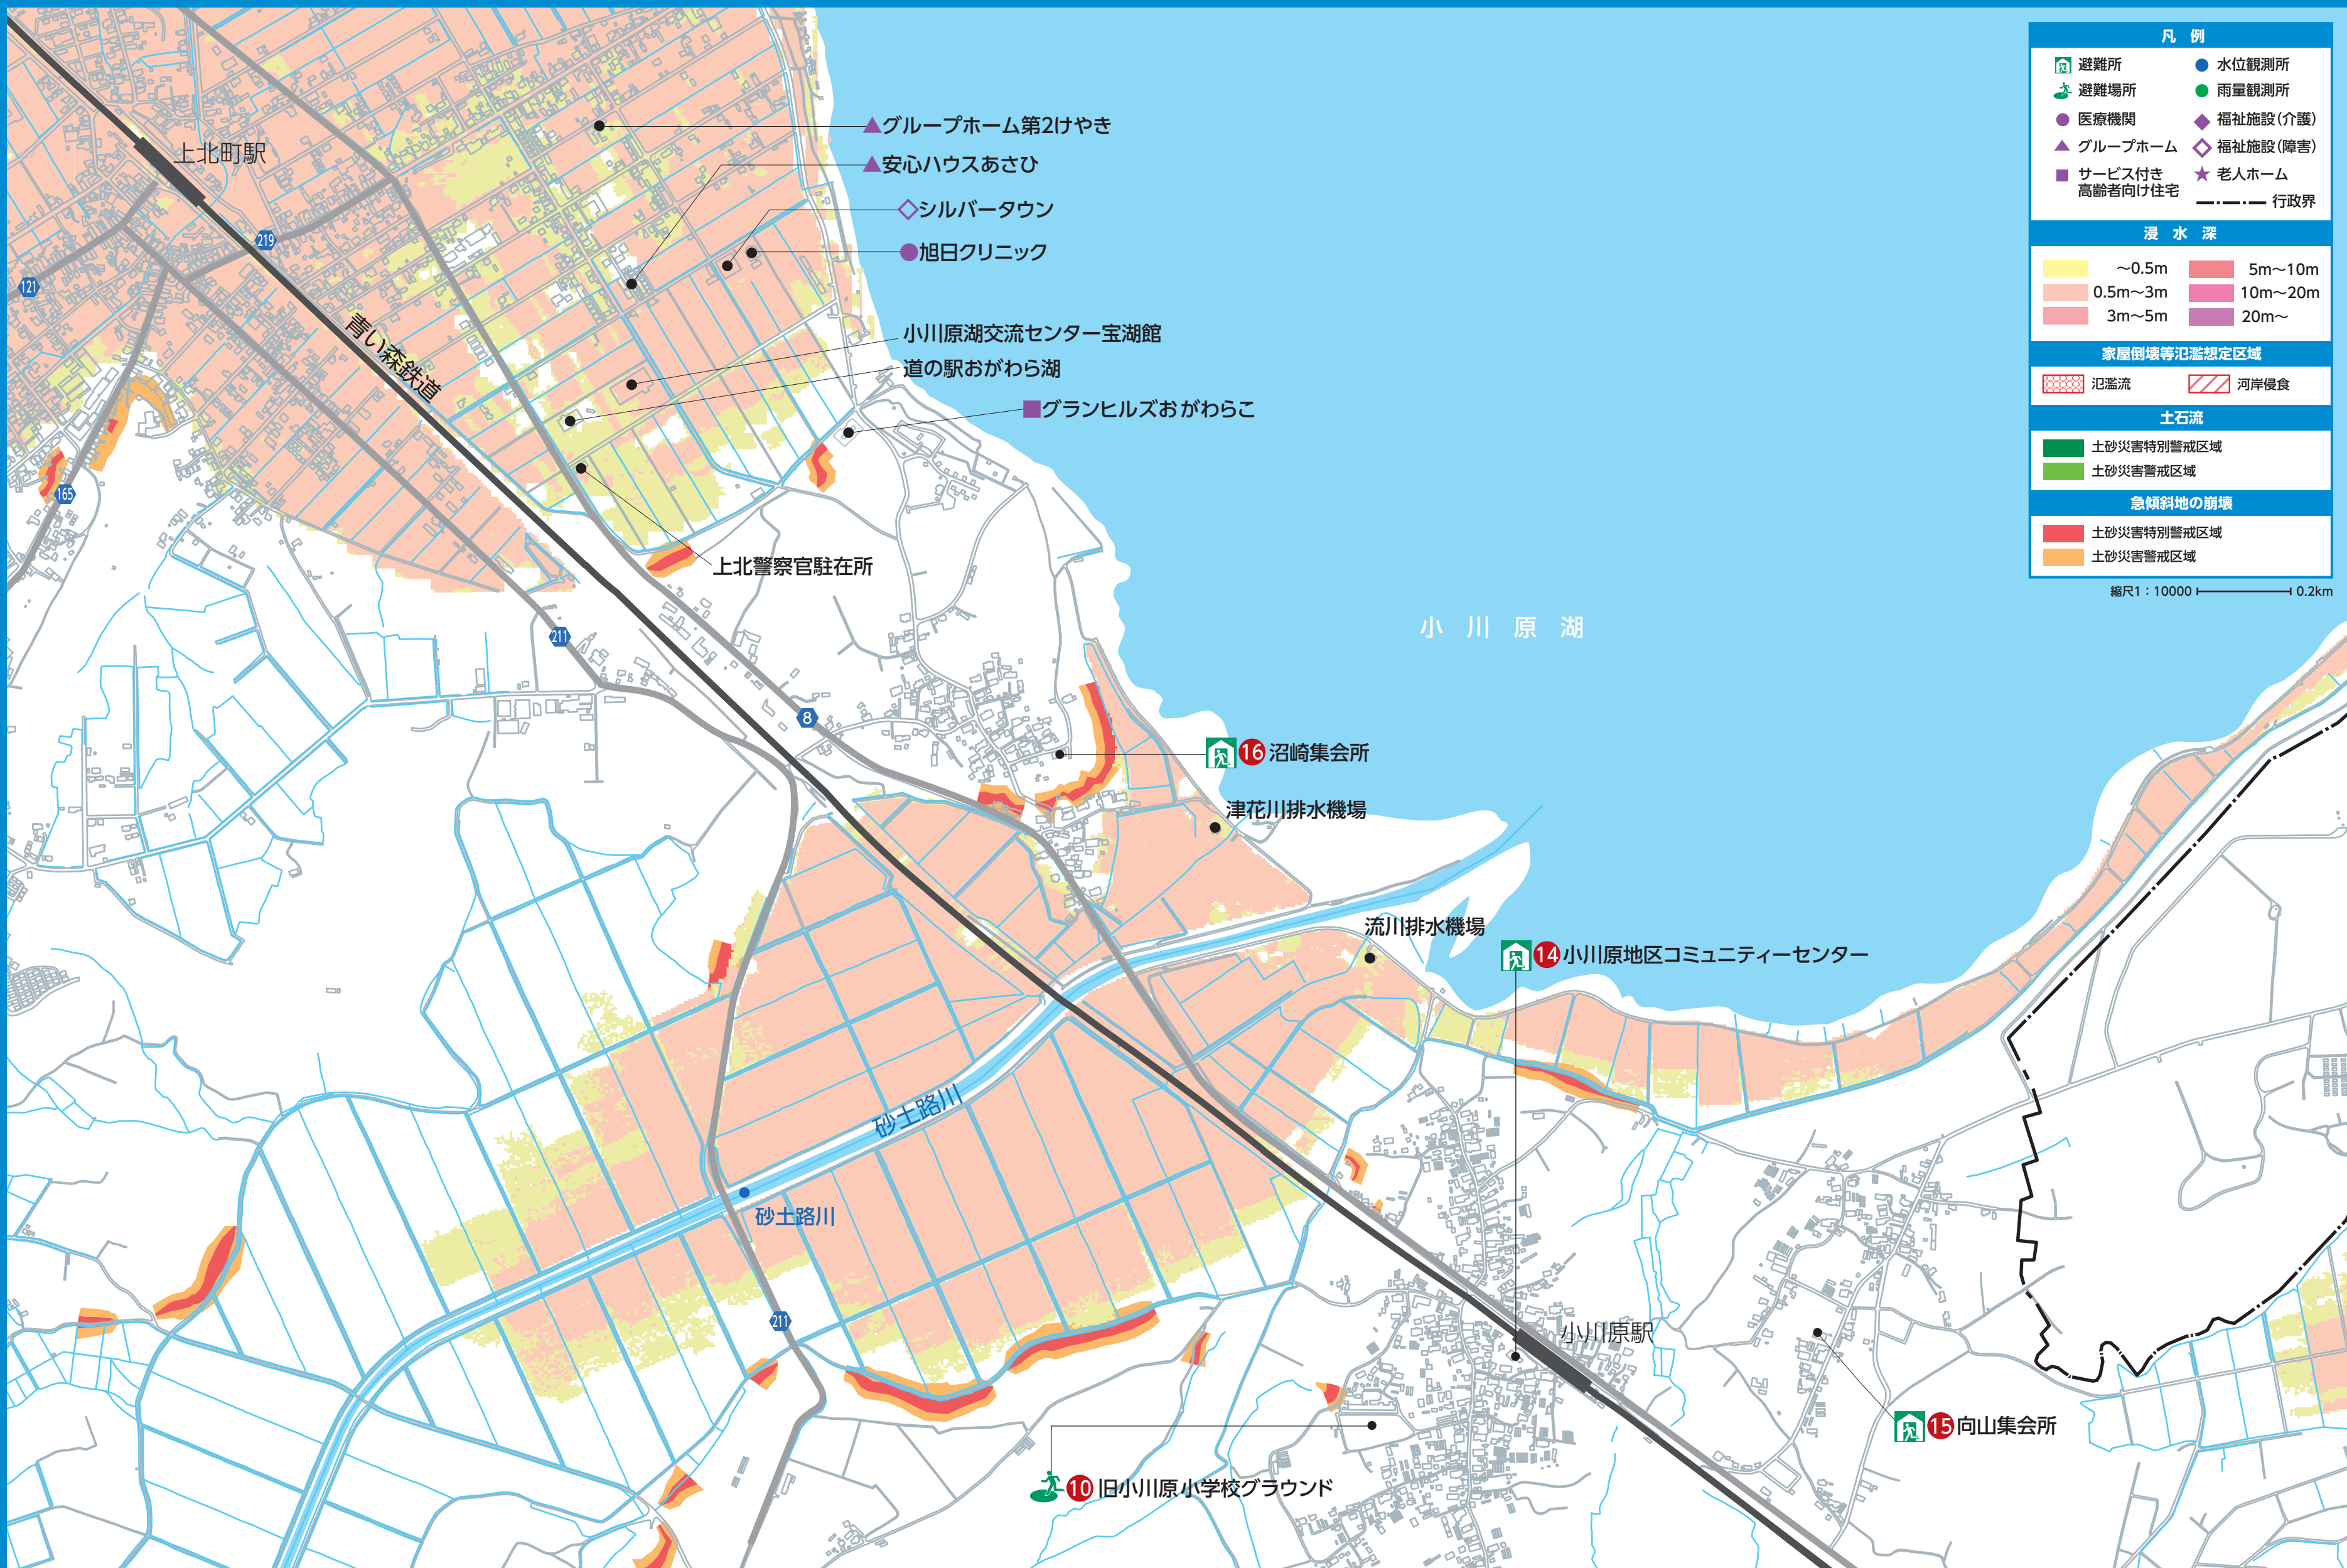 凡 例
避難所
水位観測所
避難場所
雨量観測所
医療機関
福祉施設(介護)
グループホーム
福祉施設(障害)
サービス付き
高齢者向け住宅
老人ホーム
行政界
浸 水 深
～0.5m
5m～10m
0.5m～3m
10m～20m
3m～5m
20m～
家屋倒壊等氾濫想定区域
氾濫流
河岸侵食
土石流
土砂災害特別警戒区域
土砂災害警戒区域
急傾斜地の崩壊
土砂災害特別警戒区域
土砂災害警戒区域
縮尺1：10000
0.2km
グループホーム第2けやき
上北町駅
安心ハウスあさひ
シルバータウン
219
旭日クリニック
121
小川原湖交流センター宝湖館
青い森鉄道
道の駅おがわら湖
グランヒルズおがわらこ
165
上北警察官駐在所
小 川 原 湖
211
8
16 沼崎集会所
津花川排水機場
流川排水機場
14 小川原地区コミュニティーセンター
砂土路川
砂土路川
211
小川原駅
15 向山集会所
10 旧小川原小学校グラウンド